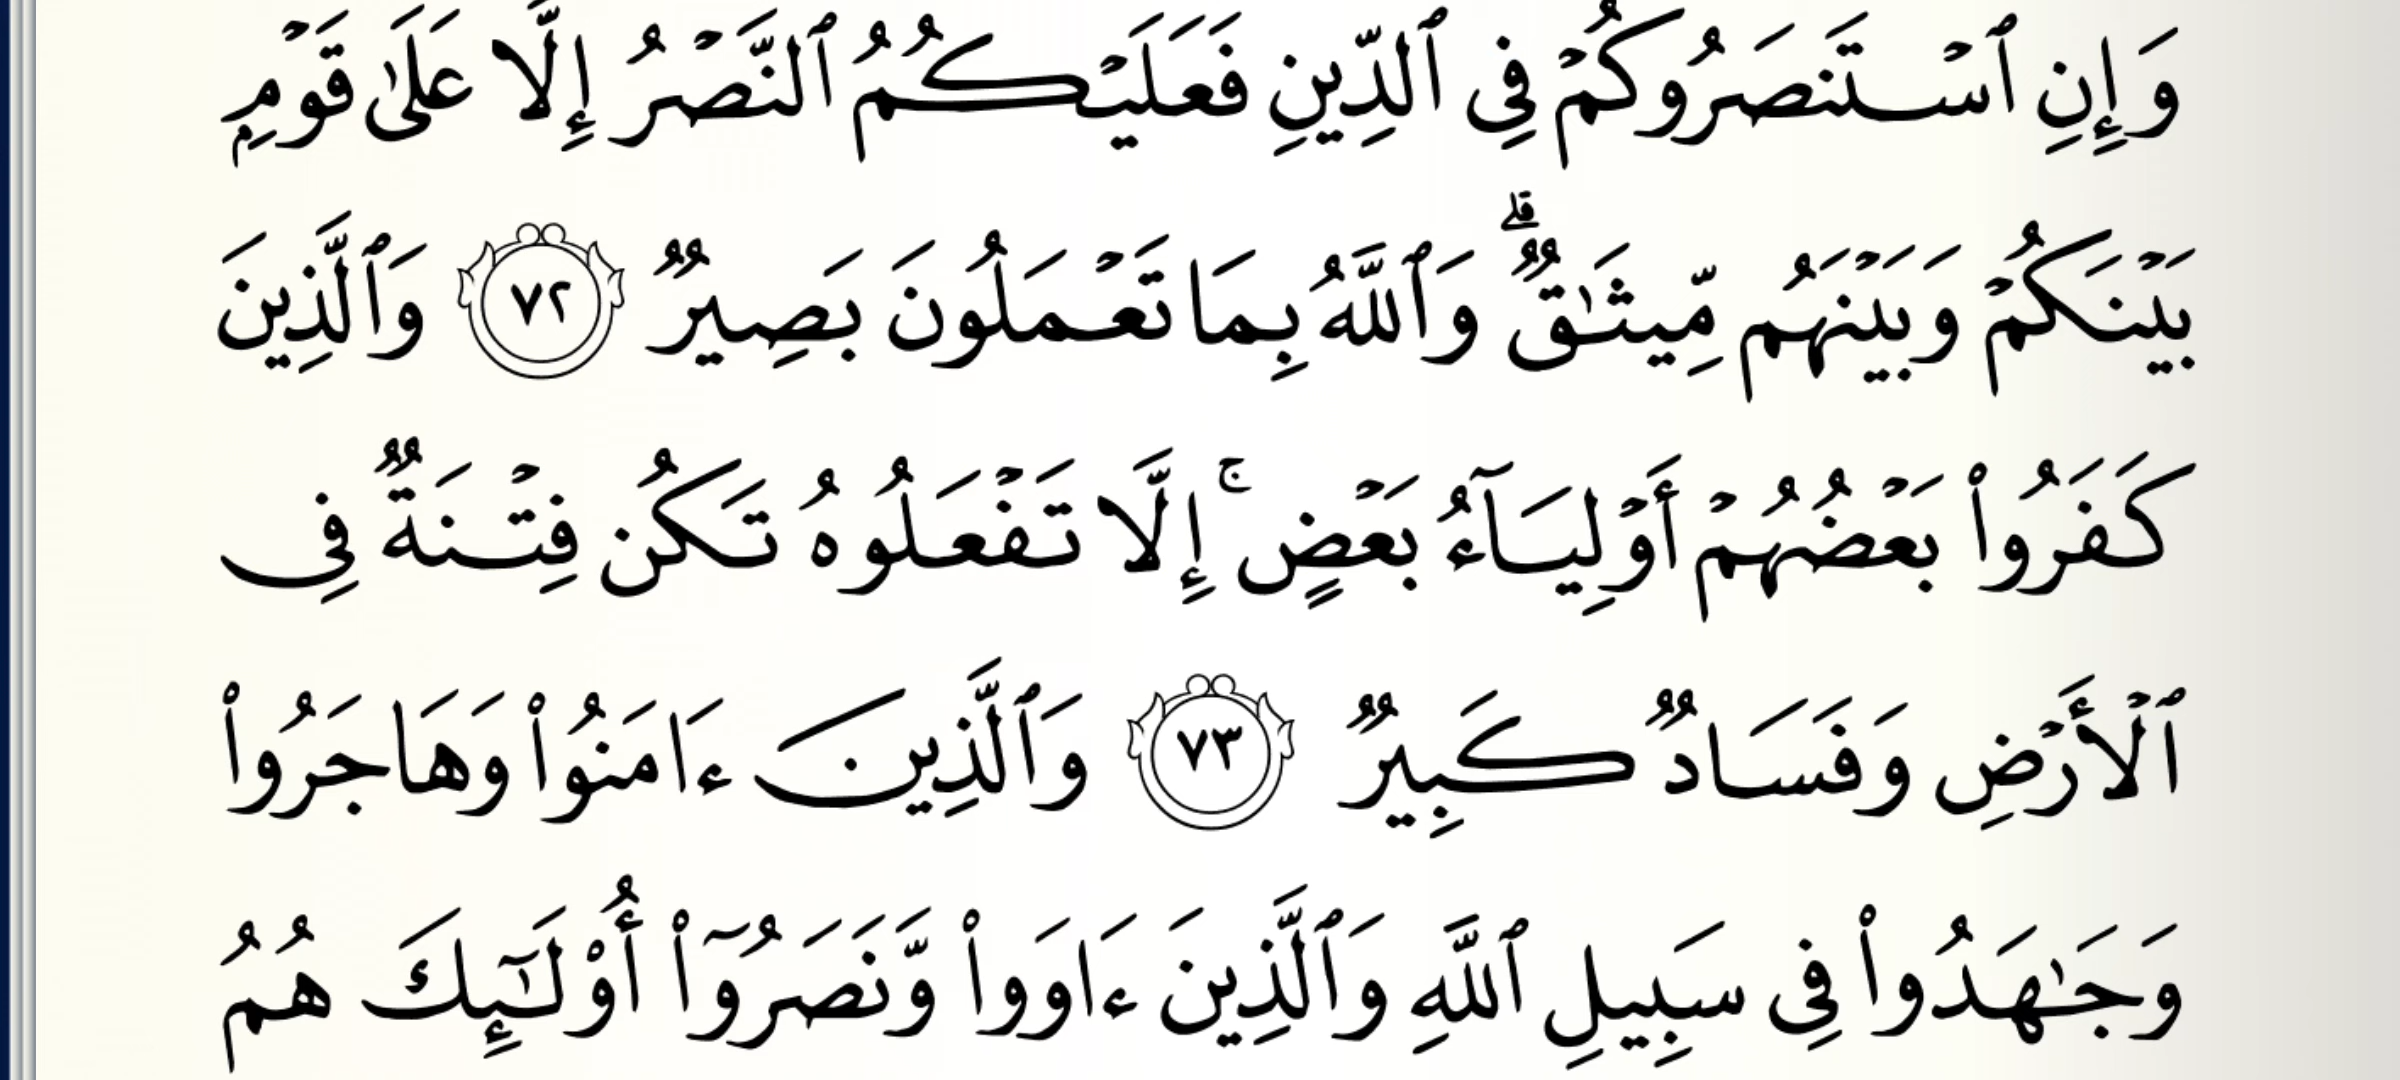 وَإِنِ ٱسْتَنصَرُوكُمْ فِى ٱلدِّينِ فَعَلَيْكُمُ ٱلنَّصْرُ إِلَّا عَلَىٰ قَوْمٍۭ
بَيْنَكُمْ وَبَيْنَهُم مِّيثَٰقٌۗ وَٱللَّهُ بِمَا تَعْمَلُونَ بَصِيرٌ ٧٢ وَٱلَّذِينَ
كَفَرُوا۟ بَعْضُهُمْ أَوْلِيَآءُ بَعْضٍۚ إِلَّا تَفْعَلُوهُ تَكُن فِتْنَةٌ فِى
ٱلْأَرْضِ وَفَسَادٌ كَبِيرٌ ٧٣ وَٱلَّذِينَ ءَامَنُوا۟ وَهَاجَرُوا۟
وَجَٰهَدُوا۟ فِى سَبِيلِ ٱللَّهِ وَٱلَّذِينَ ءَاوَوا۟ وَّنَصَرُوٓا۟ أُو۟لَٰٓئِكَ هُمُ